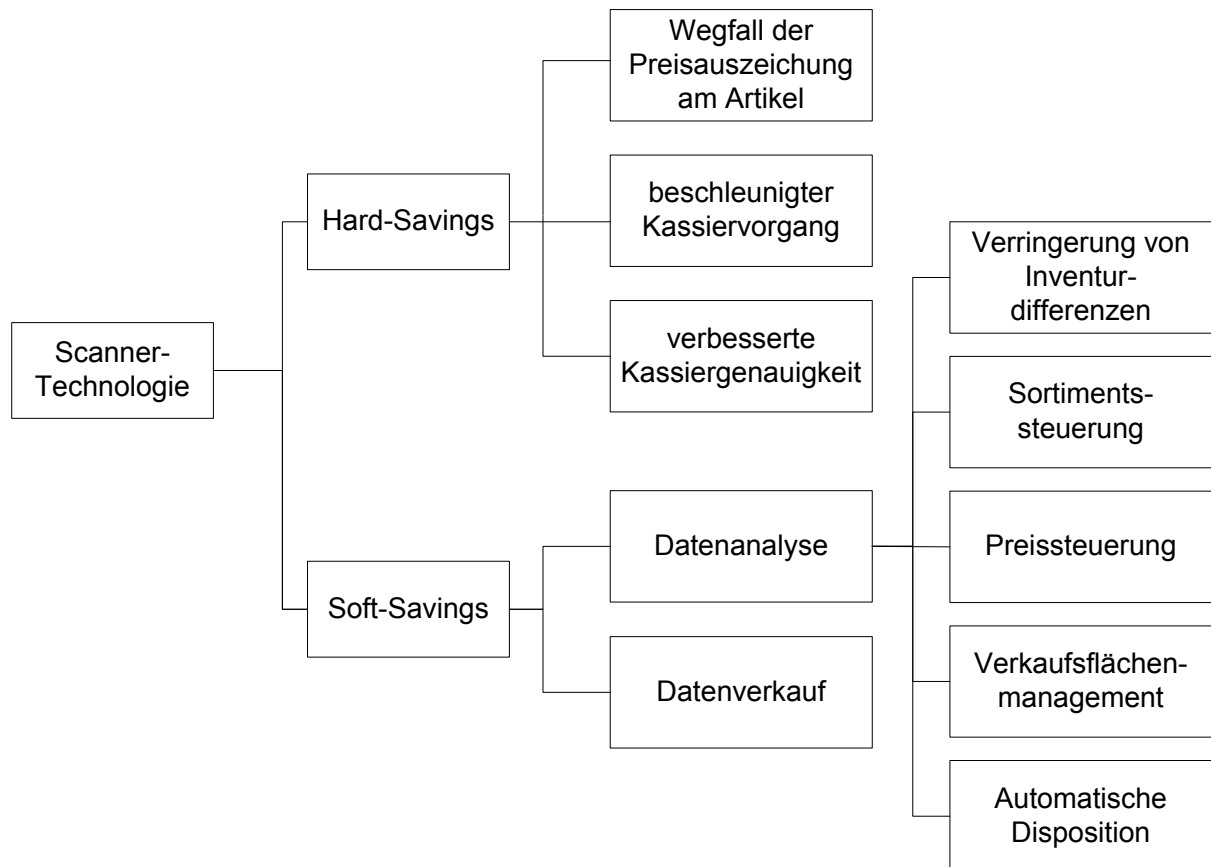 Scanner-
Technologie
Hard-Savings
Wegfall der
Preisauszeichung
am Artikel
beschleunigter
Kassiervorgang
verbesserte
Kassiergenauigkeit
Soft-Savings
Datenanalyse
Datenverkauf
Verringerung von
Inventur-
differenzen
Sortiments-
steuerung
Preissteuerung
Verkaufsflächen-
management
Automatische
Disposition